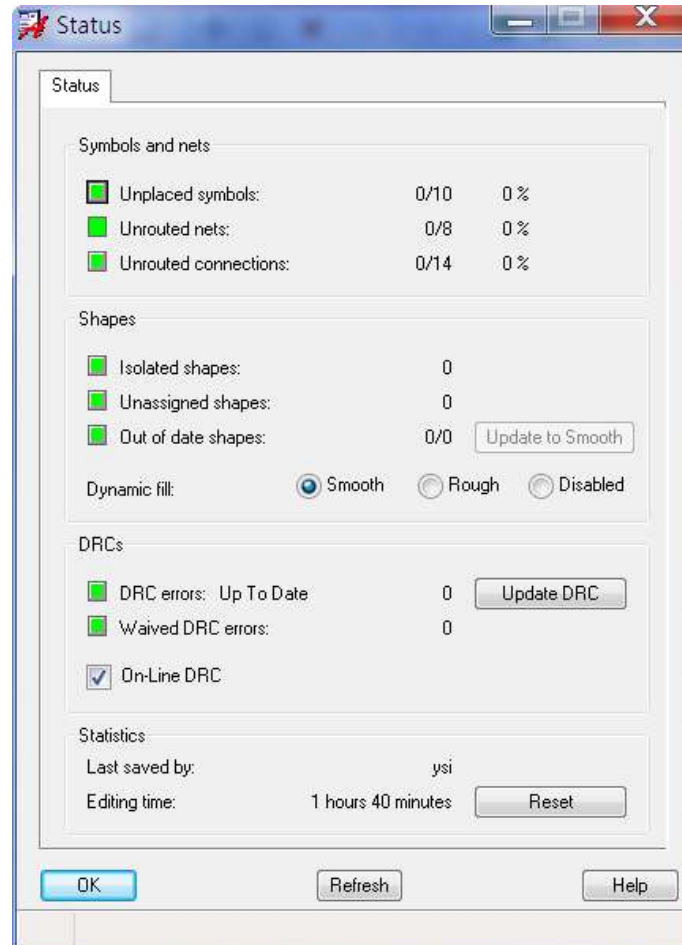 Status
Status
Symbols and nets
Unplaced symbols: 0/10 0 %
Unrouted nets: 0/8 0 %
Unrouted connections: 0/14 0 %
Shapes
Isolated shapes: 0
Unassigned shapes: 0
Out of date shapes: 0/0 Update to Smooth
Dynamic fill: Smooth Rough Disabled
DRCs
DRC errors: Up To Date 0 Update DRC
Waived DRC errors: 0
On-Line DRC
Statistics
Last saved by: ysi
Editing time: 1 hours 40 minutes Reset
OK Refresh Help